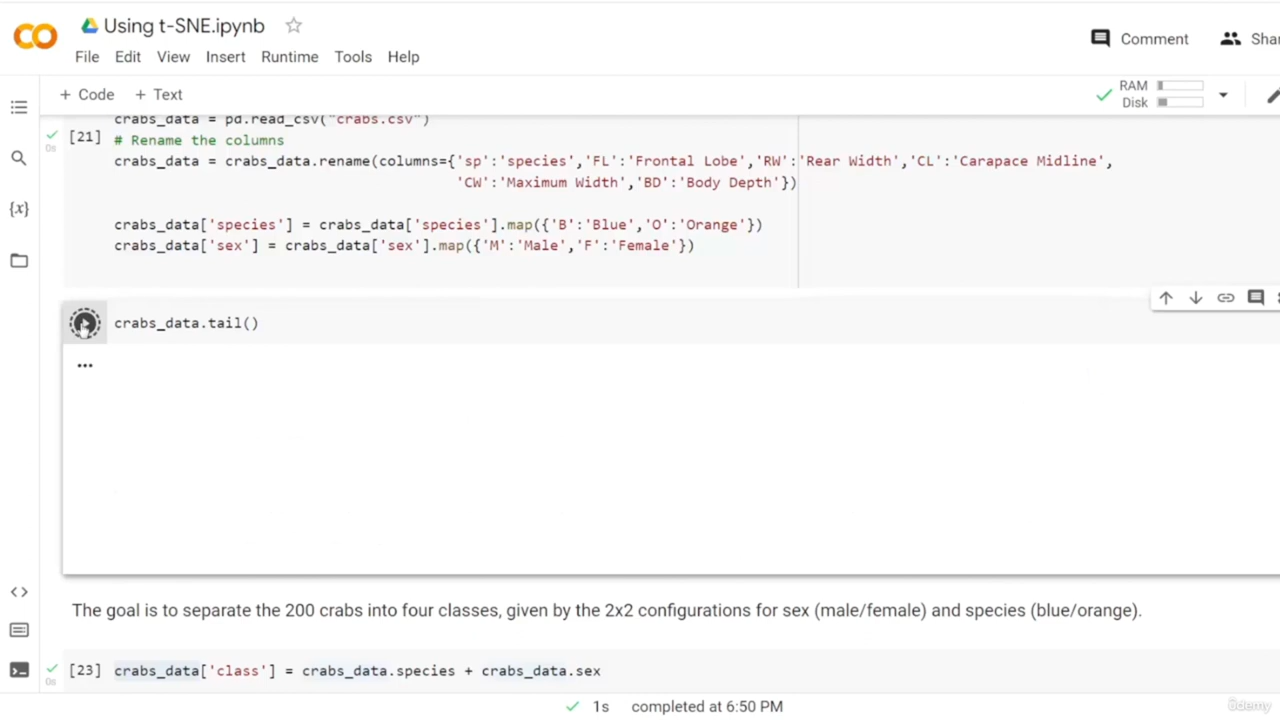 Using t-SNE.ipynb
Comment
File Edit View Insert Runtime Tools Help
+ Code + Text
RAM
Disk
crabs_data = pd.read_csv("crabs.csv")
[21]
0s
# Rename the columns
crabs_data = crabs_data.rename(columns={'sp':'species','FL':'Frontal Lobe','RW':'Rear Width','CL':'Carapace Midline',
'CW':'Maximum Width','BD':'Body Depth'})
crabs_data['species'] = crabs_data['species'].map({'B':'Blue','O':'Orange'})
crabs_data['sex'] = crabs_data['sex'].map({'M':'Male','F':'Female'})
crabs_data.tail()
The goal is to separate the 200 crabs into four classes, given by the 2x2 configurations for sex (male/female) and species (blue/orange).
[23] crabs_data['class'] = crabs_data.species + crabs_data.sex
0s
1s completed at 6:50 PM
ûdemy